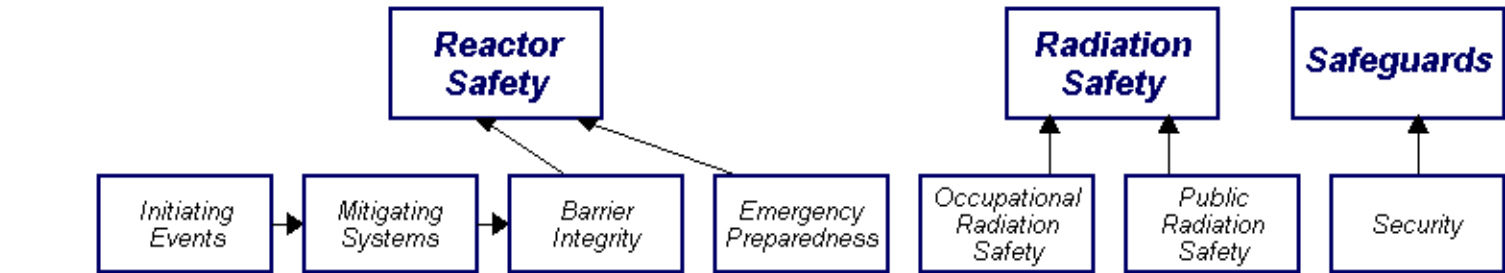 Reactor
Safety
Radiation
Safety
Safeguards
Initiating
Events
Mitigating
Systems
Barrier
Integrity
Emergency
Preparedness
Occupational
Radiation
Safety
Public
Radiation
Safety
Security